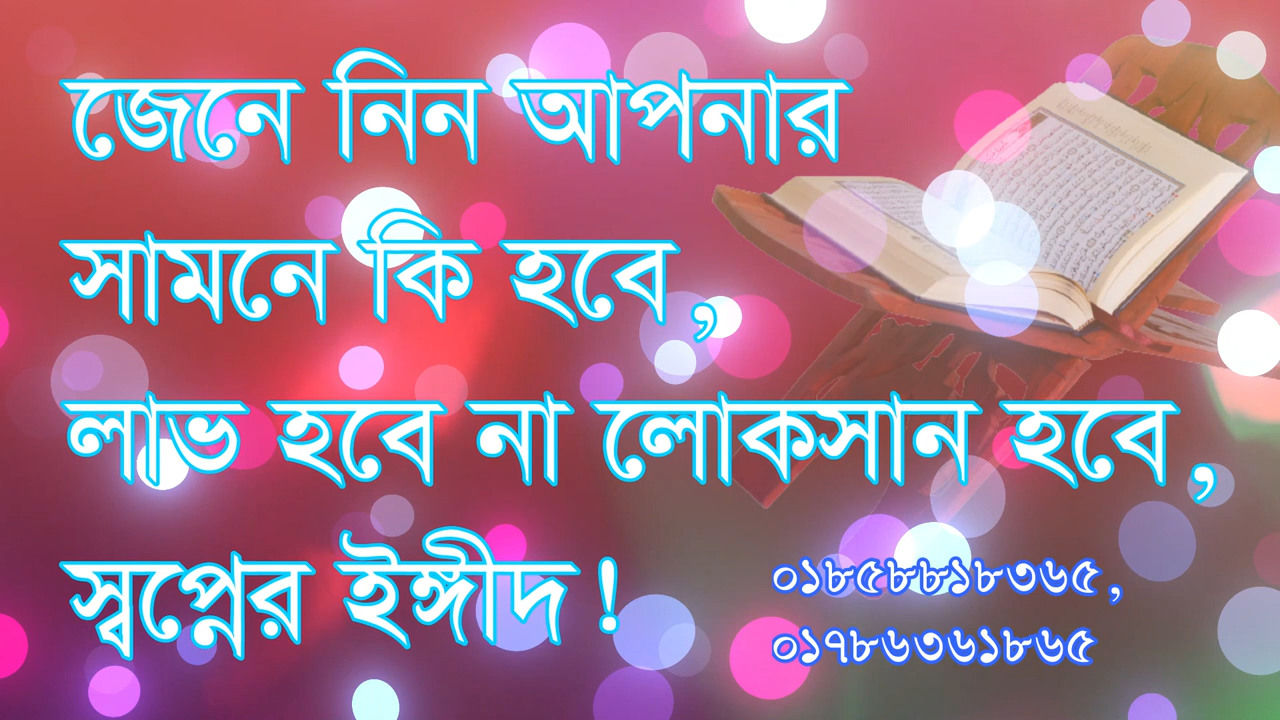 জেনে নিন আপনার
সামনে কি হবে,
লাভ হবে না লোকসান হবে,
স্বপ্নের ইঙ্গীদ!
০১৮৫৮৮১৮৩৬৫,
০১৭৮৬৩৬১৮৬৫